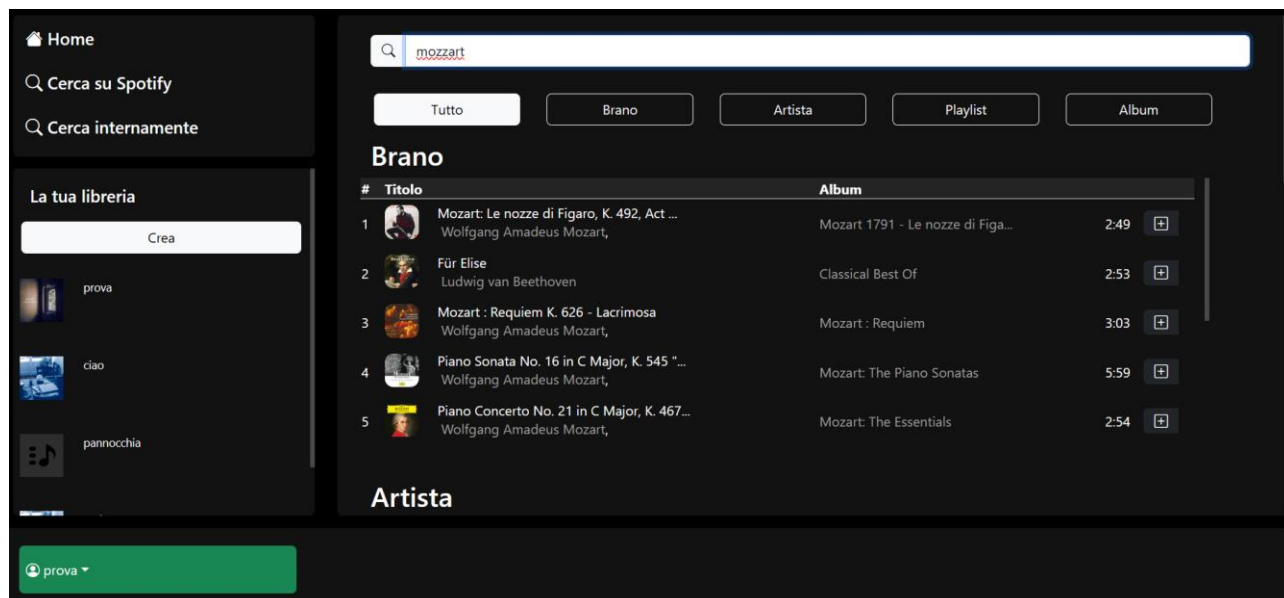 Home
Cerca su Spotify
Cerca internamente
La tua libreria
Crea
prova
ciao
pannocchia
prova
mozzart
Tutto Brano Artista Playlist Album
Brano
# Titolo Album
1 Mozart: Le nozze di Figaro, K. 492, Act ... Mozart 1791 - Le nozze di Figa... 2:49
Wolfgang Amadeus Mozart,
2 Für Elise Classical Best Of 2:53
Ludwig van Beethoven
3 Mozart : Requiem K. 626 - Lacrimosa Mozart : Requiem 3:03
Wolfgang Amadeus Mozart,
4 Piano Sonata No. 16 in C Major, K. 545 "... Mozart: The Piano Sonatas 5:59
Wolfgang Amadeus Mozart,
5 Piano Concerto No. 21 in C Major, K. 467... Mozart: The Essentials 2:54
Wolfgang Amadeus Mozart,
Artista